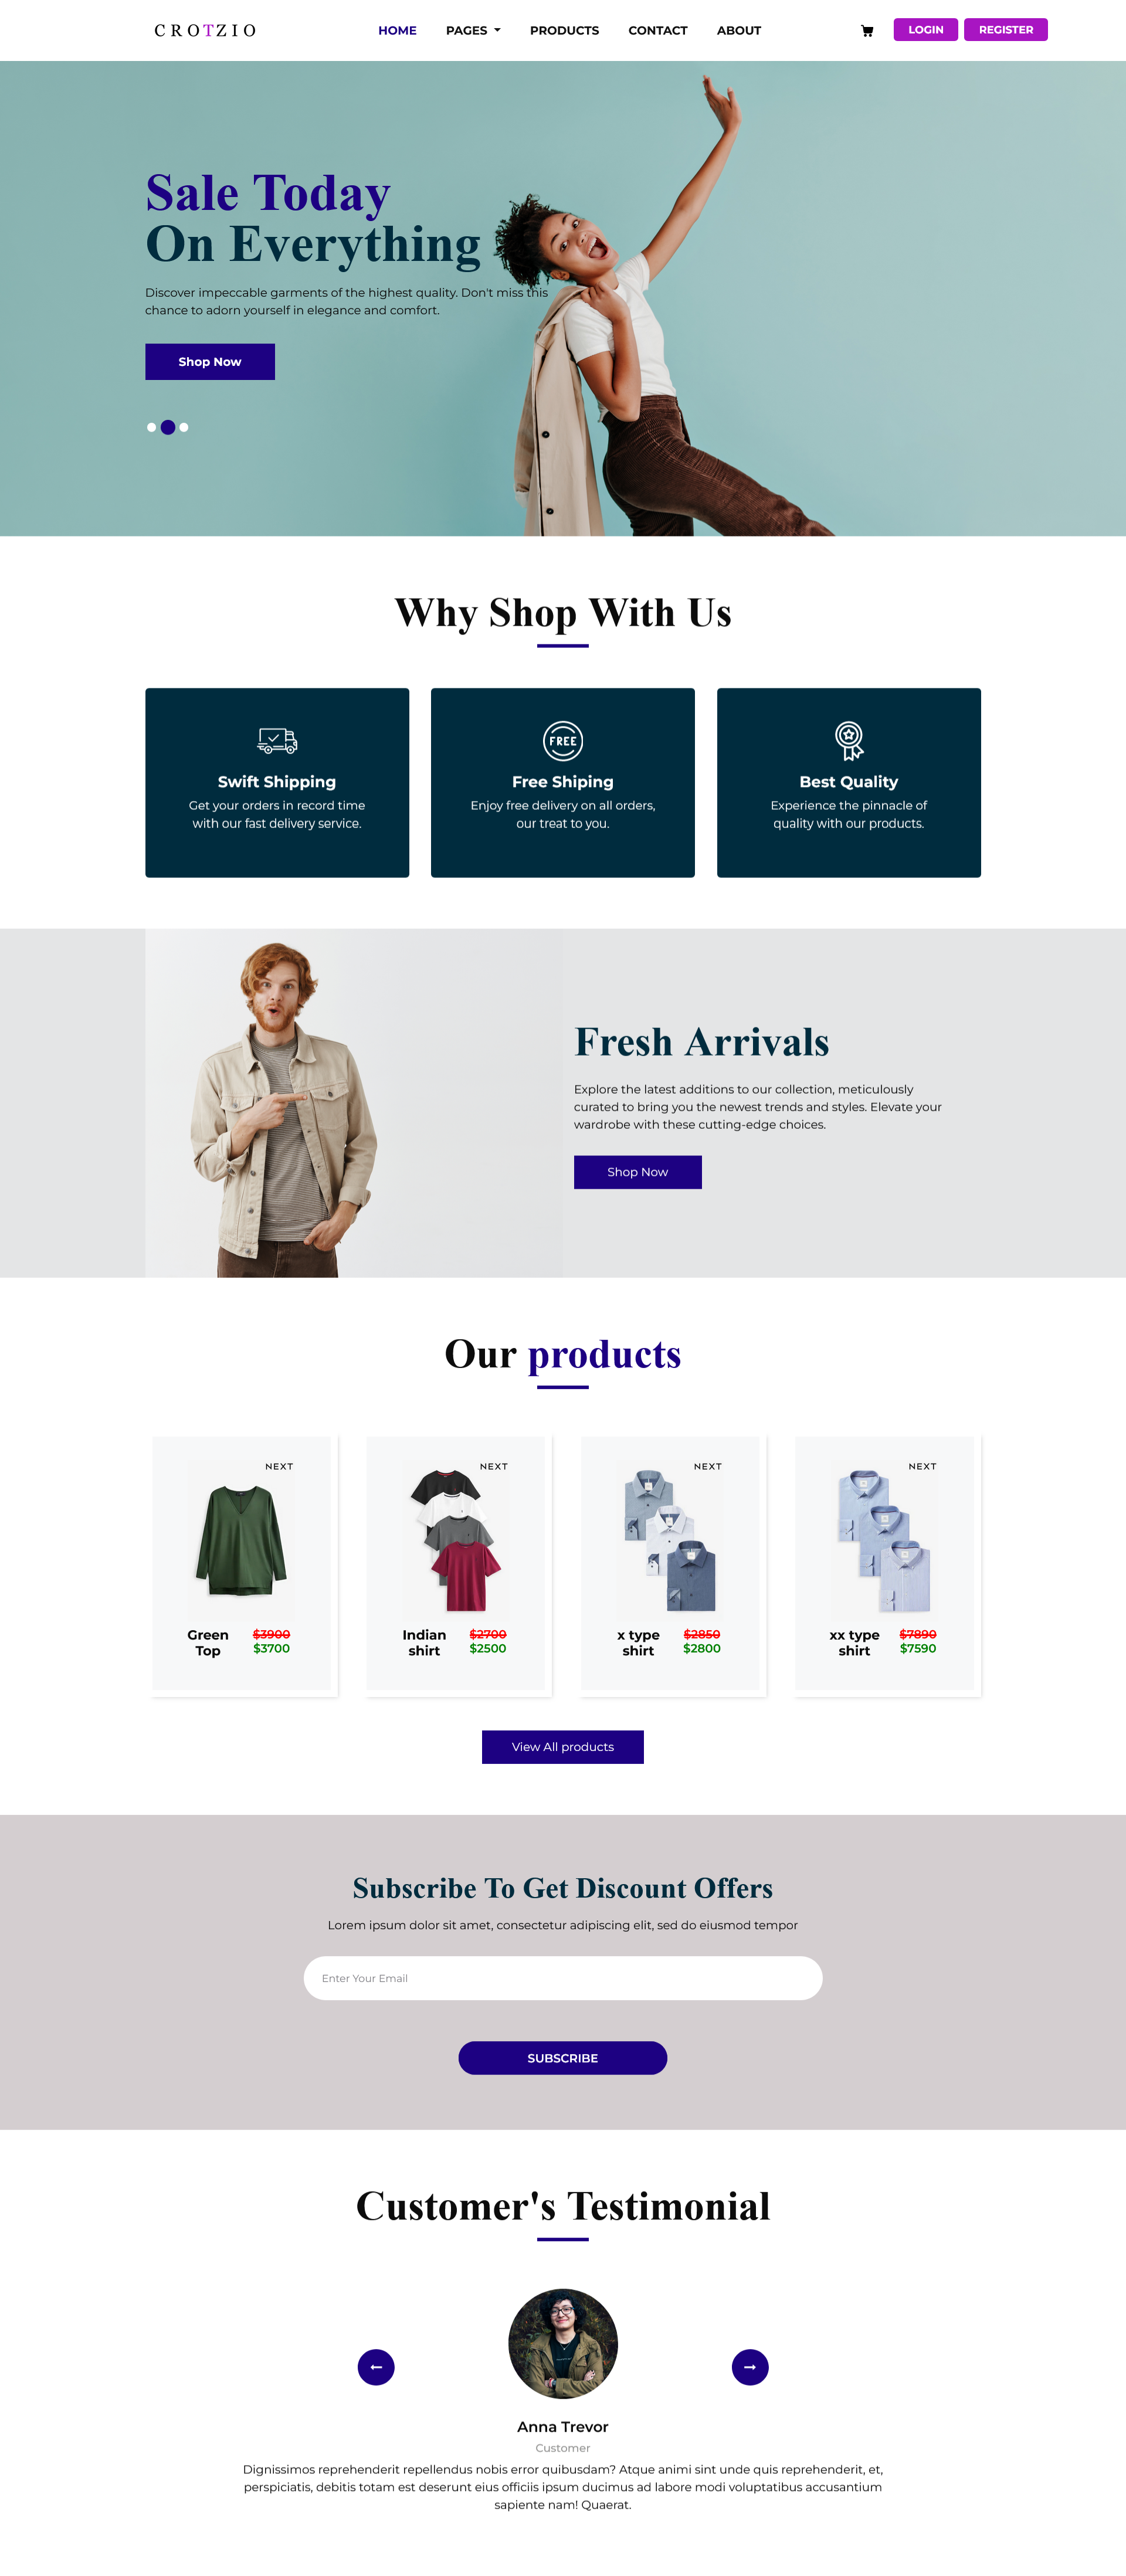 CROTZIO
HOME
PAGES
PRODUCTS
CONTACT
ABOUT
LOGIN
REGISTER
Sale Today
On Everything
Discover impeccable garments of the highest quality. Don't miss this
chance to adorn yourself in elegance and comfort.
Shop Now
Why Shop With Us
Swift Shipping
Get your orders in record time
with our fast delivery service.
FREE
Free Shiping
Enjoy free delivery on all orders,
our treat to you.
Best Quality
Experience the pinnacle of
quality with our products.
Fresh Arrivals
Explore the latest additions to our collection, meticulously
curated to bring you the newest trends and styles. Elevate your
wardrobe with these cutting-edge choices.
Shop Now
Our products
NEXT
Green
Top
$3900
$3700
NEXT
Indian
shirt
$2700
$2500
NEXT
x type
shirt
$2850
$2800
NEXT
xx type
shirt
$7890
$7590
View All products
Subscribe To Get Discount Offers
Lorem ipsum dolor sit amet, consectetur adipiscing elit, sed do eiusmod tempor
Enter Your Email
SUBSCRIBE
Customer's Testimonial
Anna Trevor
Customer
Dignissimos reprehenderit repellendus nobis error quibusdam? Atque animi sint unde quis reprehenderit, et,
perspiciatis, debitis totam est deserunt eius officiis ipsum ducimus ad labore modi voluptatibus accusantium
sapiente nam! Quaerat.